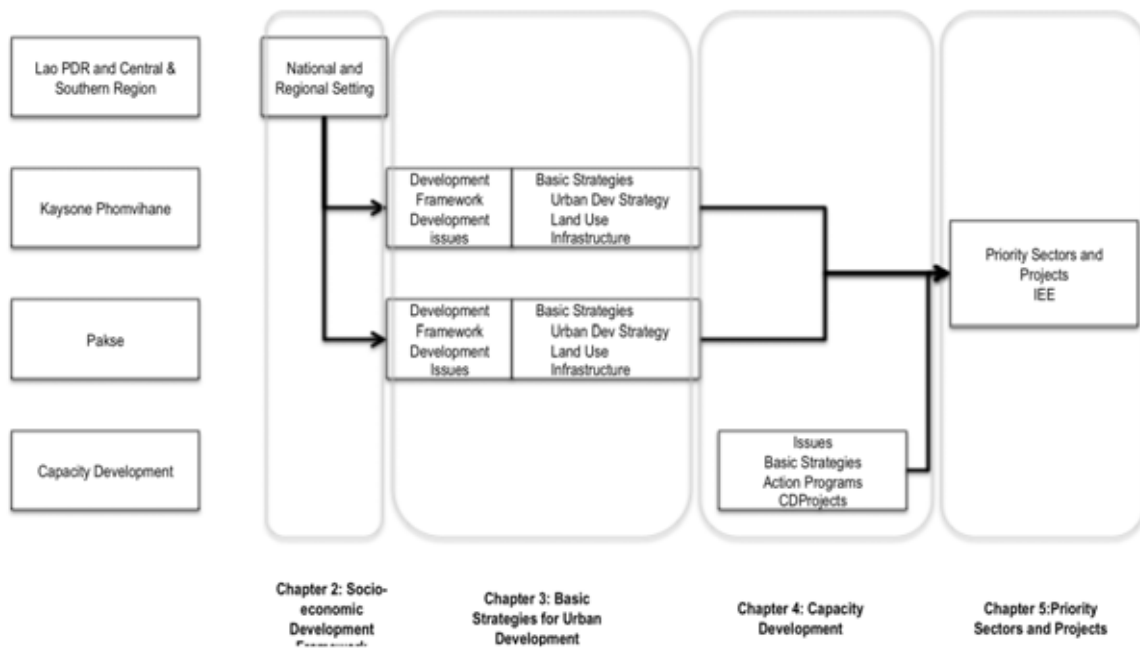 Lao PDR and Central &
Southern Region
National and
Regional Setting
Kaysone Phomvihane
Development
Framework
Development
issues
Basic Strategies
Urban Dev Strategy
Land Use
Infrastructure
Priority Sectors and
Projects
IEE
Pakse
Development
Framework
Development
Issues
Basic Strategies
Urban Dev Strategy
Land Use
Infrastructure
Capacity Development
Issues
Basic Strategies
Action Programs
CDProjects
Chapter 2: Socio-
economic
Development
Framework
Chapter 3: Basic
Strategies for Urban
Development
Chapter 4: Capacity
Development
Chapter 5:Priority
Sectors and Projects